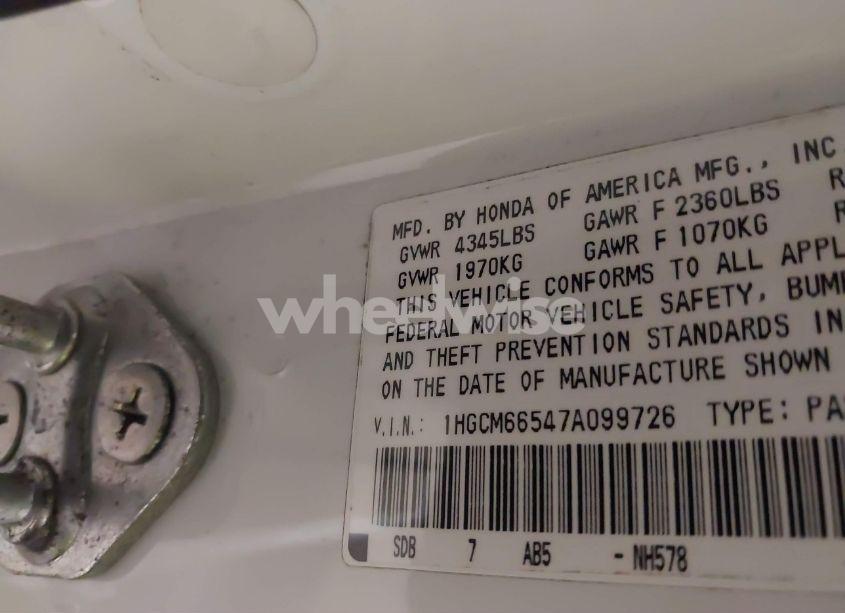 MFD. BY HONDA OF AMERICA MFG., INC
GVWR 4345LBS GAWR F 2360LBS R
GVWR 1970KG GAWR F 1070KG R
THIS VEHICLE CONFORMS TO ALL APPL
FEDERAL MOTOR VEHICLE SAFETY, BUM
AND THEFT PREVENTION STANDARDS IN
ON THE DATE OF MANUFACTURE SHOWN
V.I.N.: 1HGCM66547A099726 TYPE: PA
SDB 7 AB5 -NH578
wheelwise